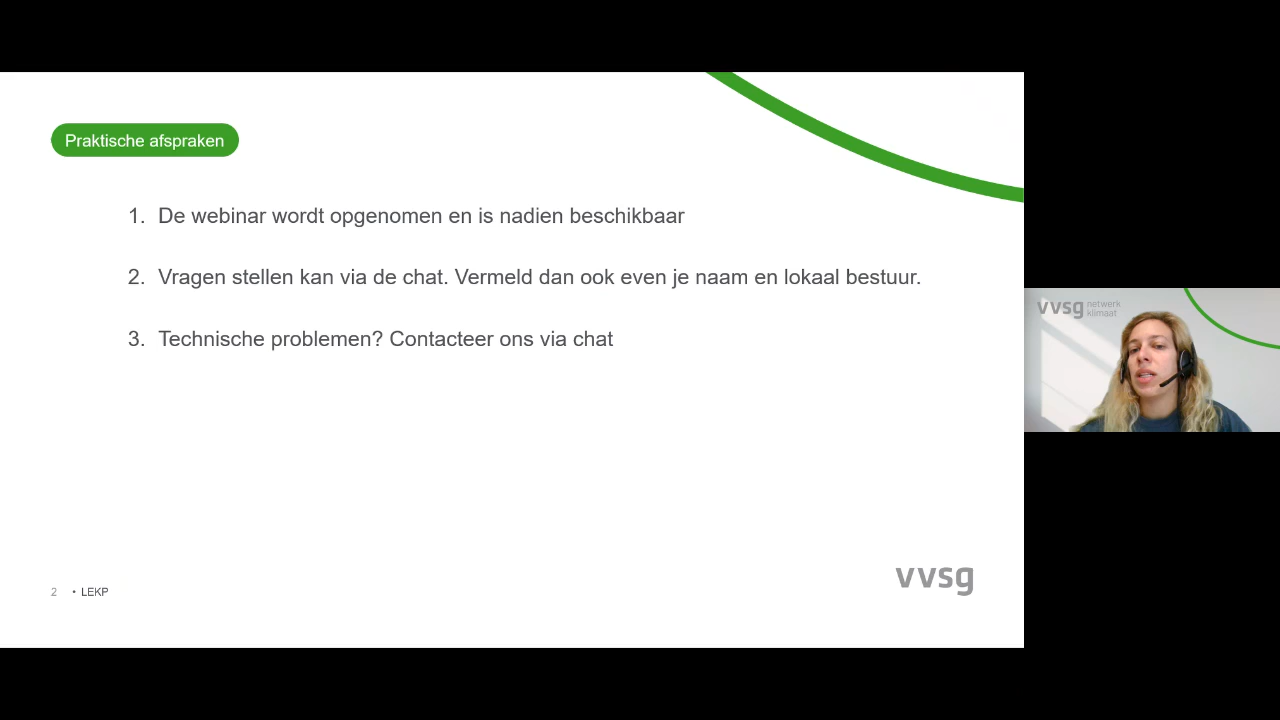 Praktische afspraken
1. De webinar wordt opgenomen en is nadien beschikbaar
2. Vragen stellen kan via de chat. Vermeld dan ook even je naam en lokaal bestuur.
3. Technische problemen? Contacteer ons via chat
vvsg netwerk
klimaat
2 • LEKP
vvsg